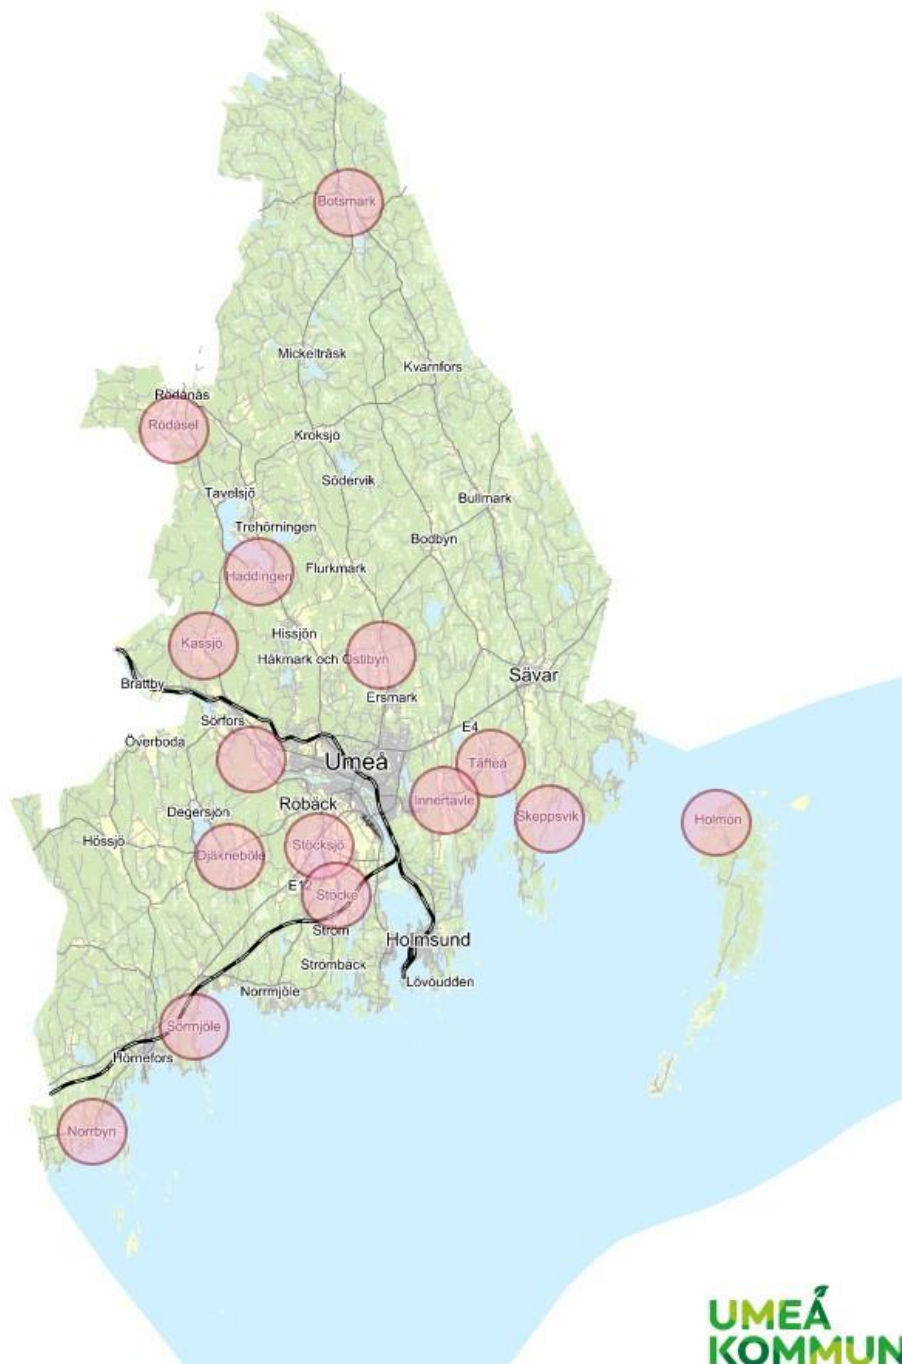 Botsmark
Mickelträsk
Kvarnfors
Rödånäs
Rödåsel
Kroksjö
Södervik
Tavelsjö
Bullmark
Trehörningen
Bodbyn
Flurkmark
Haddingen
Hissjön
Kassjö
Håkmark och Östibyn
Sävar
Brattby
Ersmark
Sörfors
E4
Överboda
Umeå
Täfteå
Innertavle
Röbäck
Degersjön
Skeppsvik
Holmön
Hössjö
Stöcksjö
Djäkneböle
E12
Stöcke
Ström
Holmsund
Strömbäck
Lövöudden
Norrmjöle
Sörmjöle
Hörnefors
Norrbyn
UMEÅ
KOMMUN